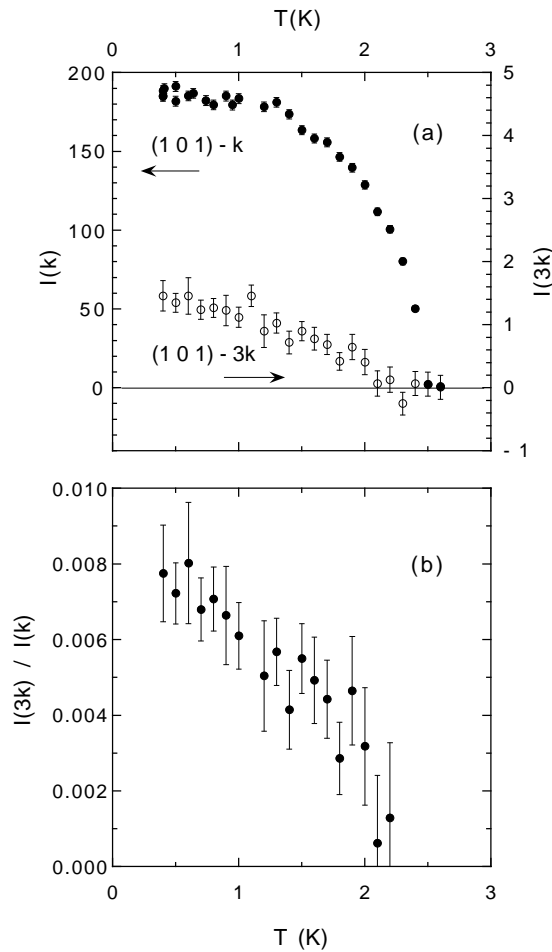 T(K)
0 1 2 3
200
150
100
50
0
I(k)
5
4
3
2
1
0
- 1
I(3k)
(a)
(1 0 1) - k
(1 0 1) - 3k
0.010
0.008
0.006
0.004
0.002
0.000
I(3k) / I(k)
(b)
0 1 2 3
T (K)